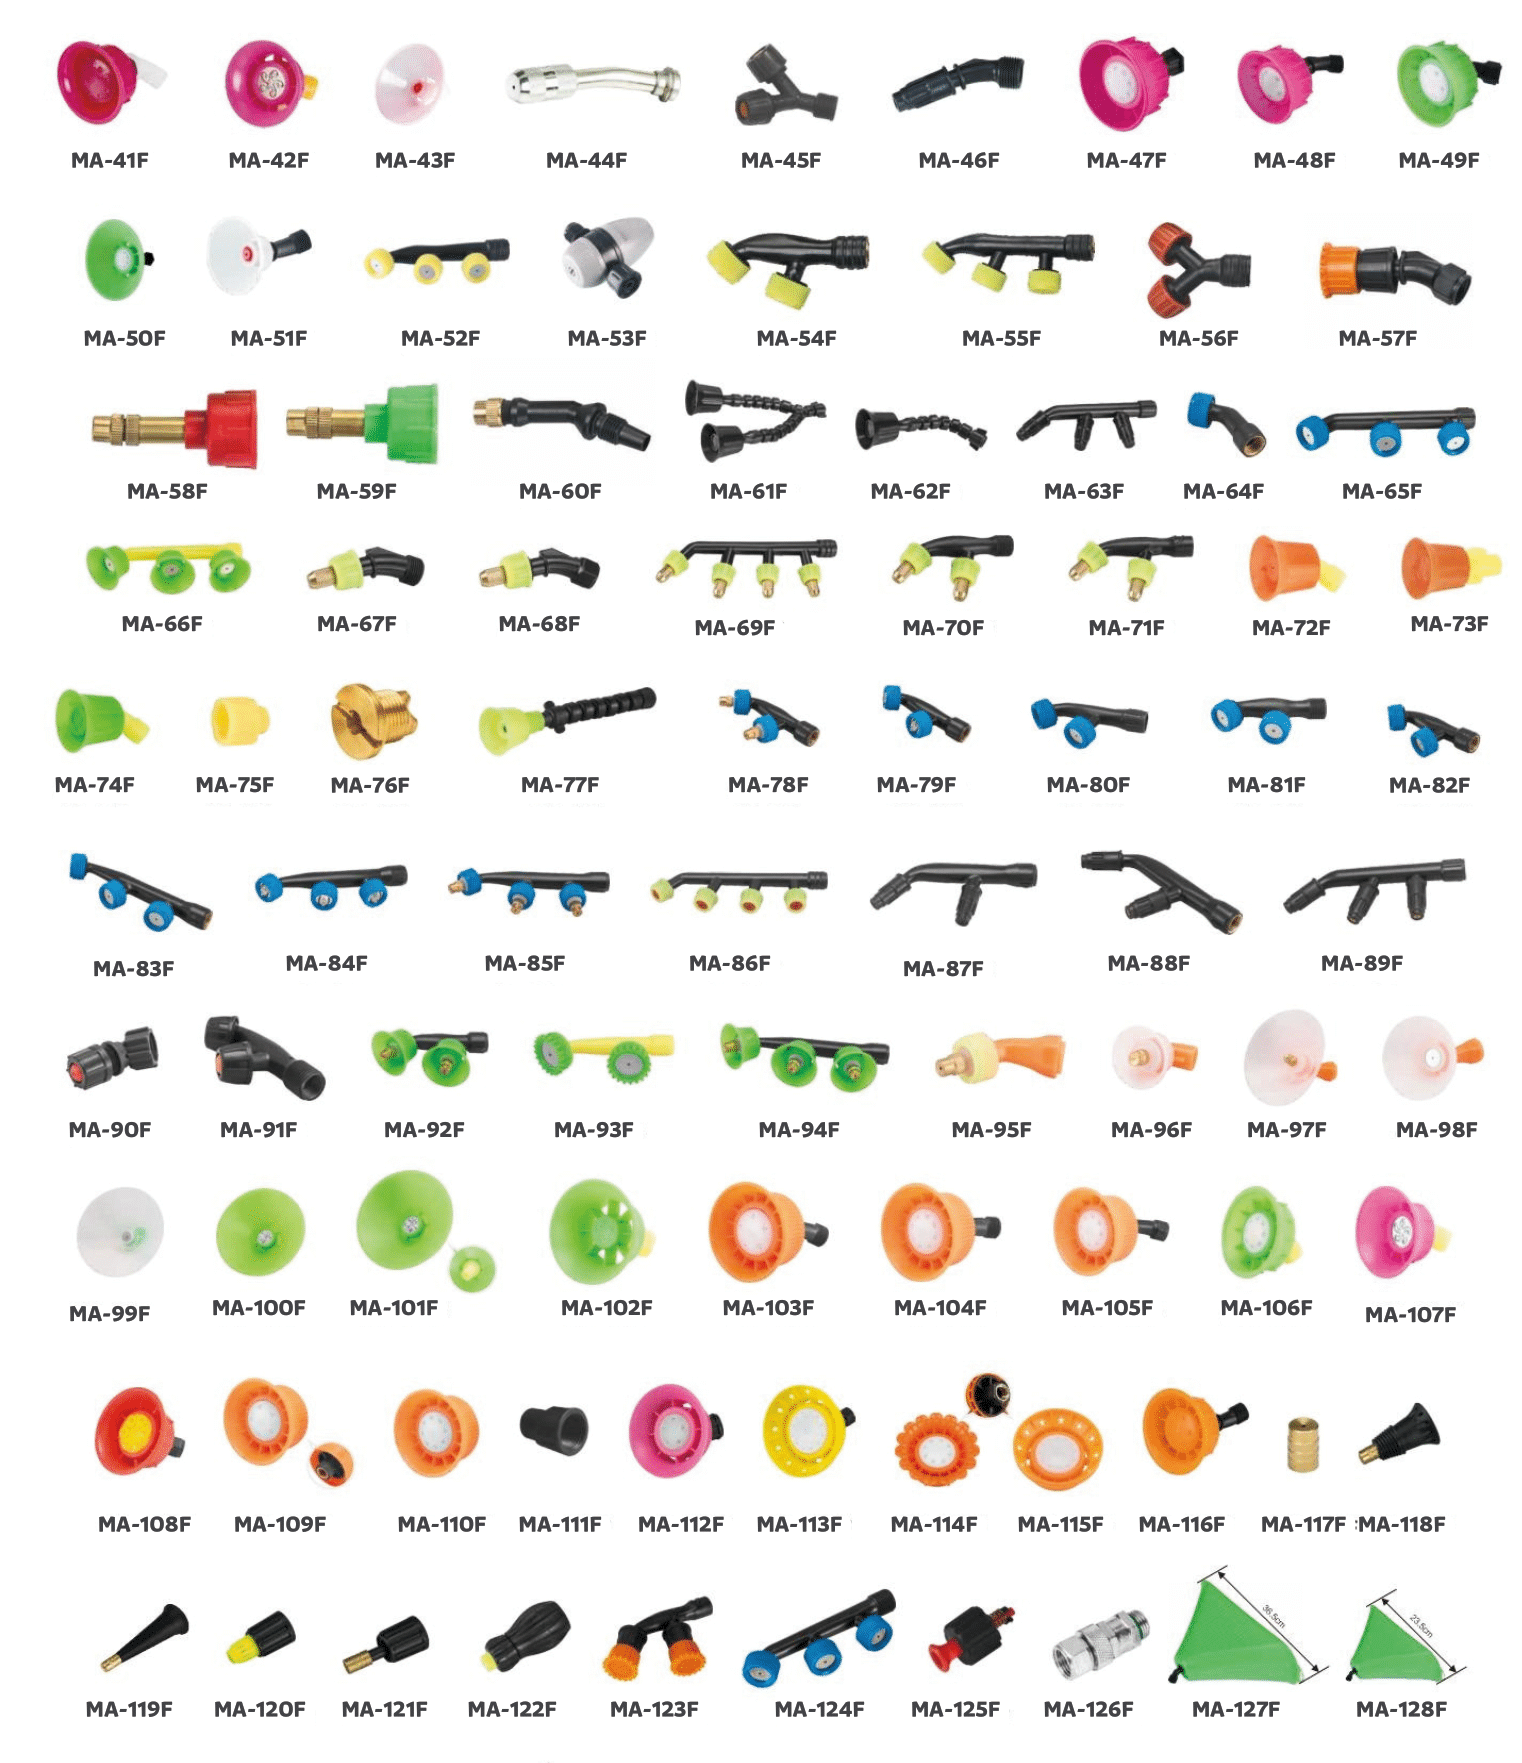 MA-41F MA-42F MA-43F MA-44F MA-45F MA-46F MA-47F MA-48F MA-49F
MA-50F MA-51F MA-52F MA-53F MA-54F MA-55F MA-56F MA-57F
MA-58F MA-59F MA-60F MA-61F MA-62F MA-63F MA-64F MA-65F
MA-66F MA-67F MA-68F MA-69F MA-70F MA-71F MA-72F MA-73F
MA-74F MA-75F MA-76F MA-77F MA-78F MA-79F MA-80F MA-81F MA-82F
MA-83F MA-84F MA-85F MA-86F MA-87F MA-88F MA-89F
MA-90F MA-91F MA-92F MA-93F MA-94F MA-95F MA-96F MA-97F MA-98F
MA-99F MA-100F MA-101F MA-102F MA-103F MA-104F MA-105F MA-106F MA-107F
MA-108F MA-109F MA-110F MA-111F MA-112F MA-113F MA-114F MA-115F MA-116F MA-117F MA-118F
36.5cm 23.5cm
MA-119F MA-120F MA-121F MA-122F MA-123F MA-124F MA-125F MA-126F MA-127F MA-128F